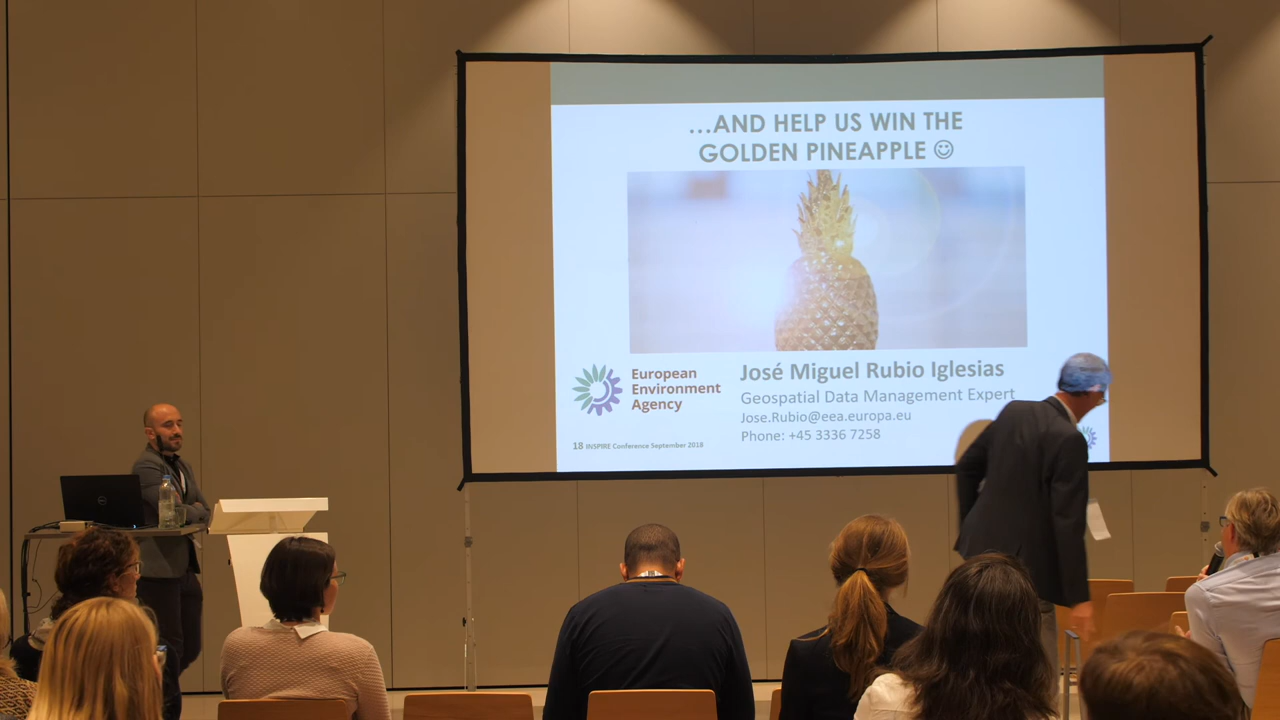 ...AND HELP US WIN THE
GOLDEN PINEAPPLE ☺
European
Environment
Agency
José Miguel Rubio Iglesias
Geospatial Data Management Expert
Jose.Rubio@eea.europa.eu
Phone: +45 3336 7258
18 INSPIRE Conference September 2018